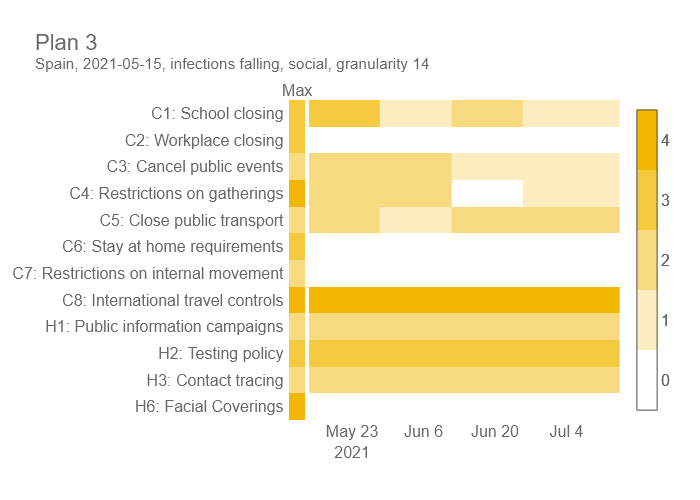 Plan 3
Spain, 2021-05-15, infections falling, social, granularity 14
Max
C1: School closing
C2: Workplace closing
C3: Cancel public events
C4: Restrictions on gatherings
C5: Close public transport
C6: Stay at home requirements
C7: Restrictions on internal movement
C8: International travel controls
H1: Public information campaigns
H2: Testing policy
H3: Contact tracing
H6: Facial Coverings
4
3
2
1
0
May 23 Jun 6 Jun 20 Jul 4
2021